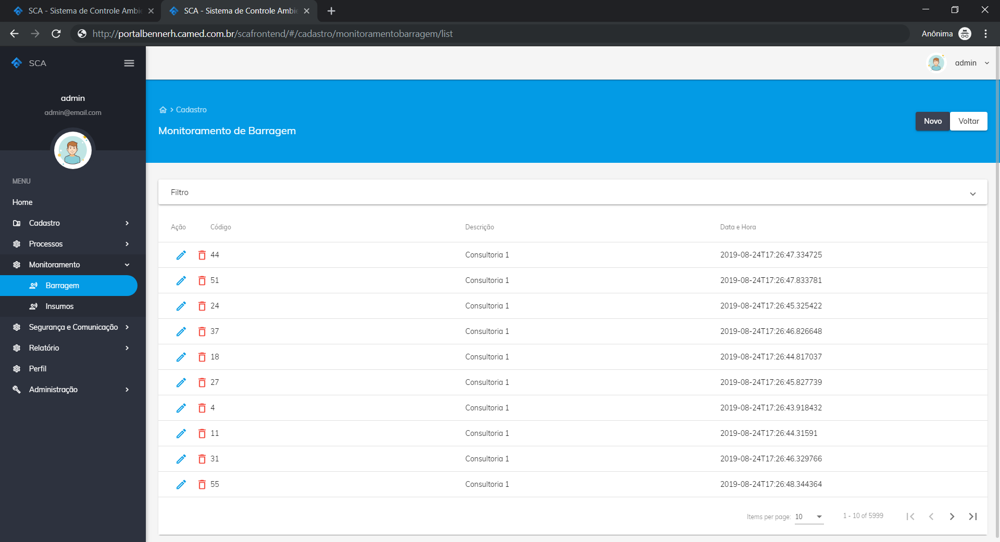 SCA - Sistema de Controle Ambie
SCA - Sistema de Controle Ambie
http://portalbennerh.camed.com.br/scafrontend/#/cadastro/monitoramentobarragem/list
Anônima
SCA
admin
admin
admin@email.com
Cadastro
Monitoramento de Barragem
Novo
Voltar
MENU
Home
Cadastro
Processos
Monitoramento
Barragem
Insumos
Segurança e Comunicação
Relatório
Perfil
Administração
Filtro
Ação Código Descrição Data e Hora
44 Consultoria 1 2019-08-24T17:26:47.334725
51 Consultoria 1 2019-08-24T17:26:47.833781
24 Consultoria 1 2019-08-24T17:26:45.325422
37 Consultoria 1 2019-08-24T17:26:46.826648
18 Consultoria 1 2019-08-24T17:26:44.817037
27 Consultoria 1 2019-08-24T17:26:45.827739
4 Consultoria 1 2019-08-24T17:26:43.918432
11 Consultoria 1 2019-08-24T17:26:44.31591
31 Consultoria 1 2019-08-24T17:26:46.329766
55 Consultoria 1 2019-08-24T17:26:48.344364
Items per page: 10 1 - 10 of 5999